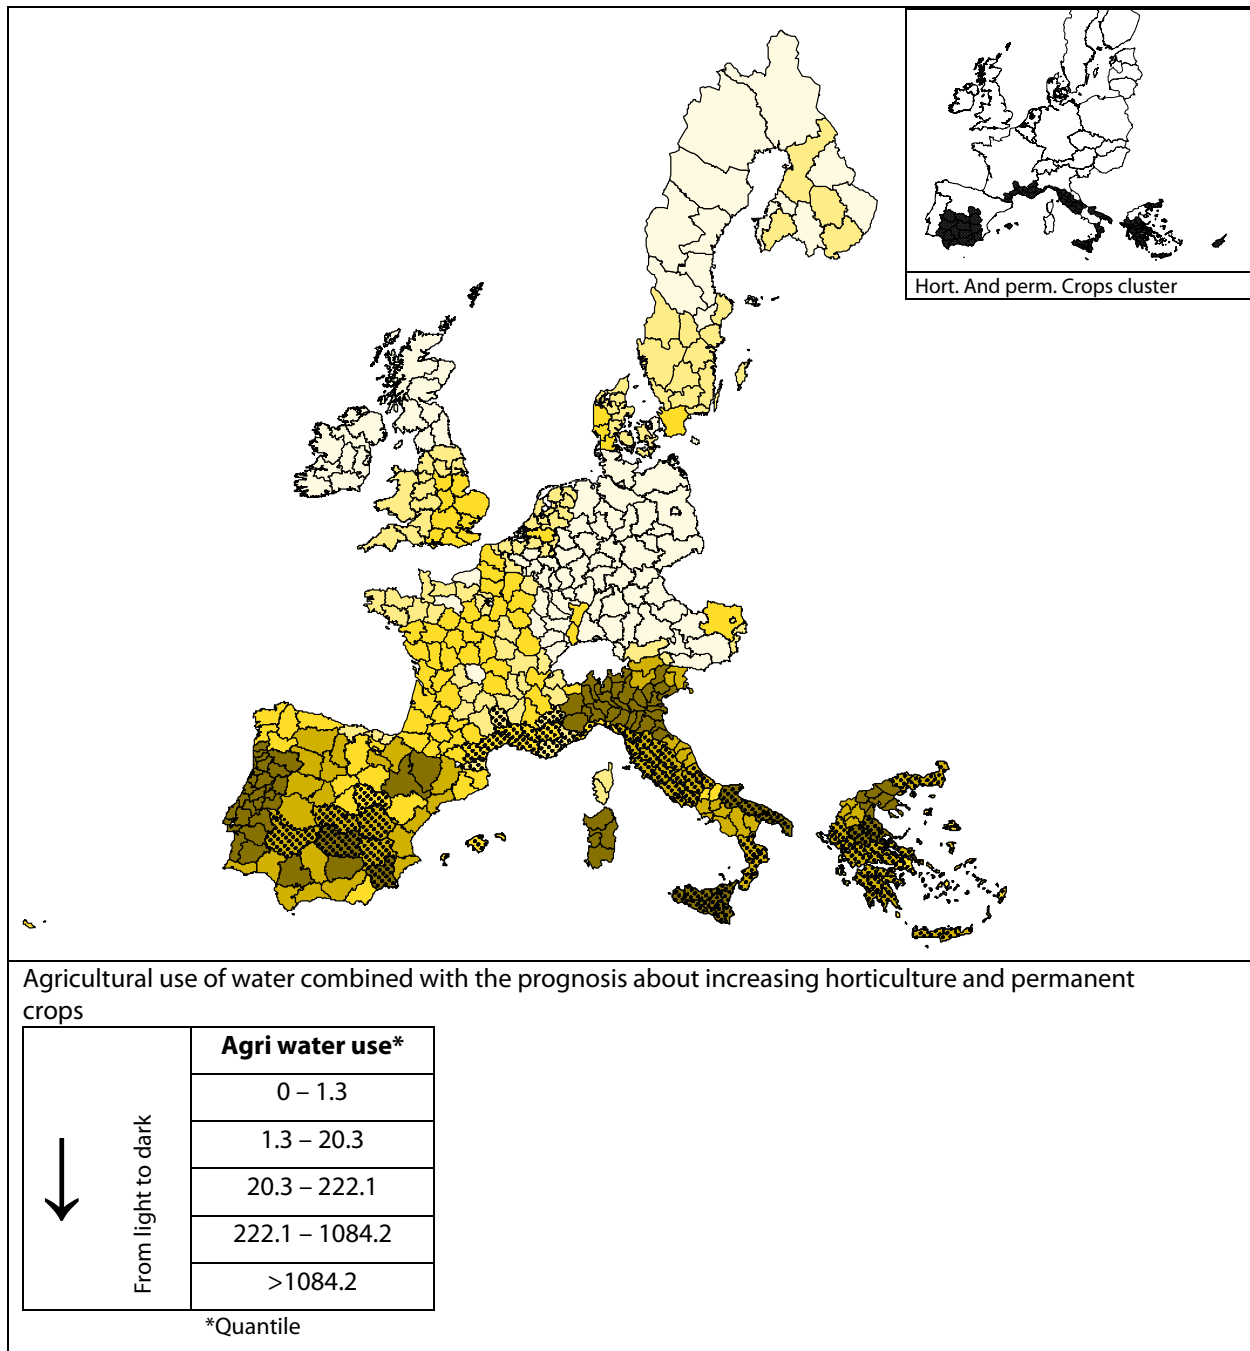 Hort. And perm. Crops cluster
Agricultural use of water combined with the prognosis about increasing horticulture and permanent
crops
From light to dark
Agri water use*
0 – 1.3
1.3 – 20.3
20.3 – 222.1
222.1 – 1084.2
>1084.2
*Quantile